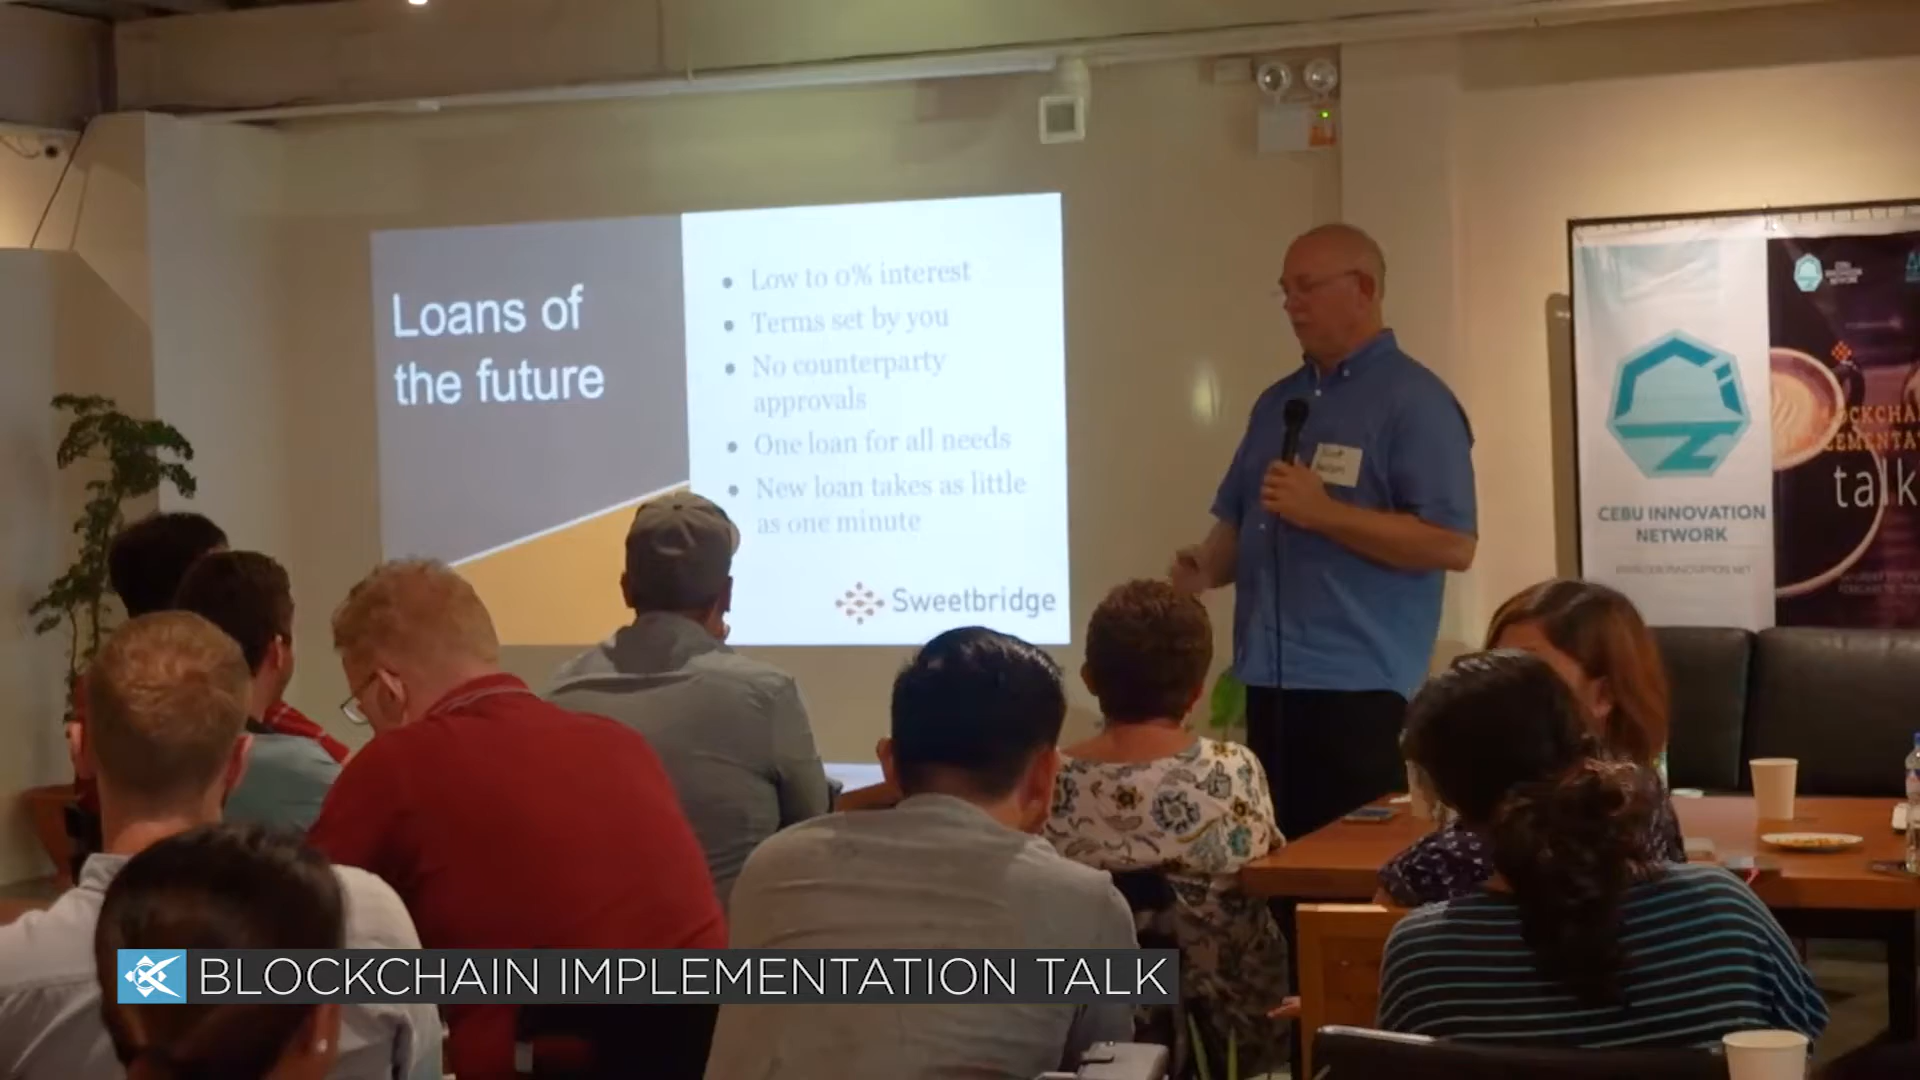 Loans of
the future
Low to 0% interest
Terms set by you
No counterparty
approvals
One loan for all needs
New loan takes as little
as one minute
Sweetbridge
CEBU INNOVATION
NETWORK
talk
BLOCKCHAIN IMPLEMENTATION TALK